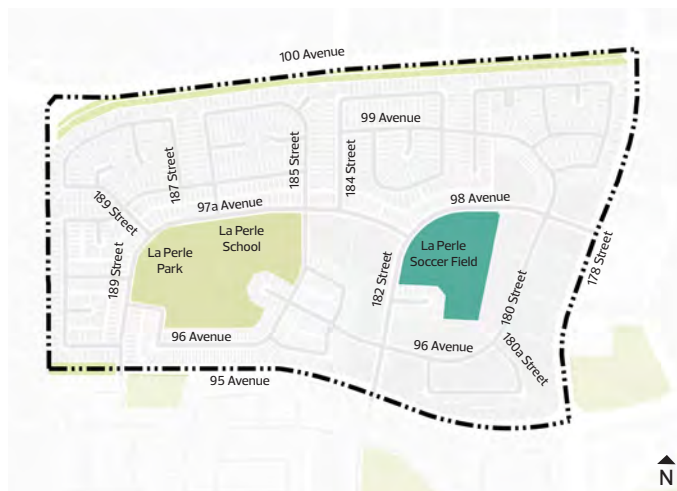 100 Avenue
99 Avenue
187 Street
185 Street
184 Street
189 Street
97a Avenue
98 Avenue
La Perle
School
La Perle
Park
La Perle
Soccer Field
189 Street
182 Street
180 Street
178 Street
96 Avenue
96 Avenue
180a Street
95 Avenue
N